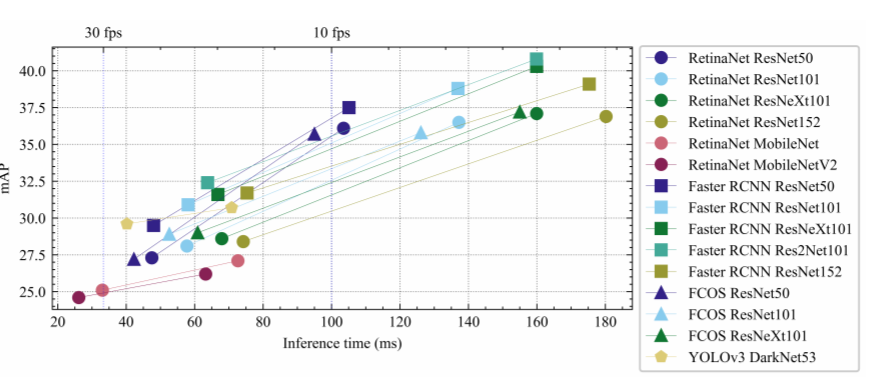 30 fps 10 fps
40.0
37.5
35.0
32.5
30.0
27.5
25.0
mAP
20 40 60 80 100 120 140 160 180
Inference time (ms)
RetinaNet ResNet50
RetinaNet ResNet101
RetinaNet ResNeXt101
RetinaNet ResNet152
RetinaNet MobileNet
RetinaNet MobileNetV2
Faster RCNN ResNet50
Faster RCNN ResNet101
Faster RCNN ResNeXt101
Faster RCNN Res2Net101
Faster RCNN ResNet152
FCOS ResNet50
FCOS ResNet101
FCOS ResNeXt101
YOLOv3 DarkNet53